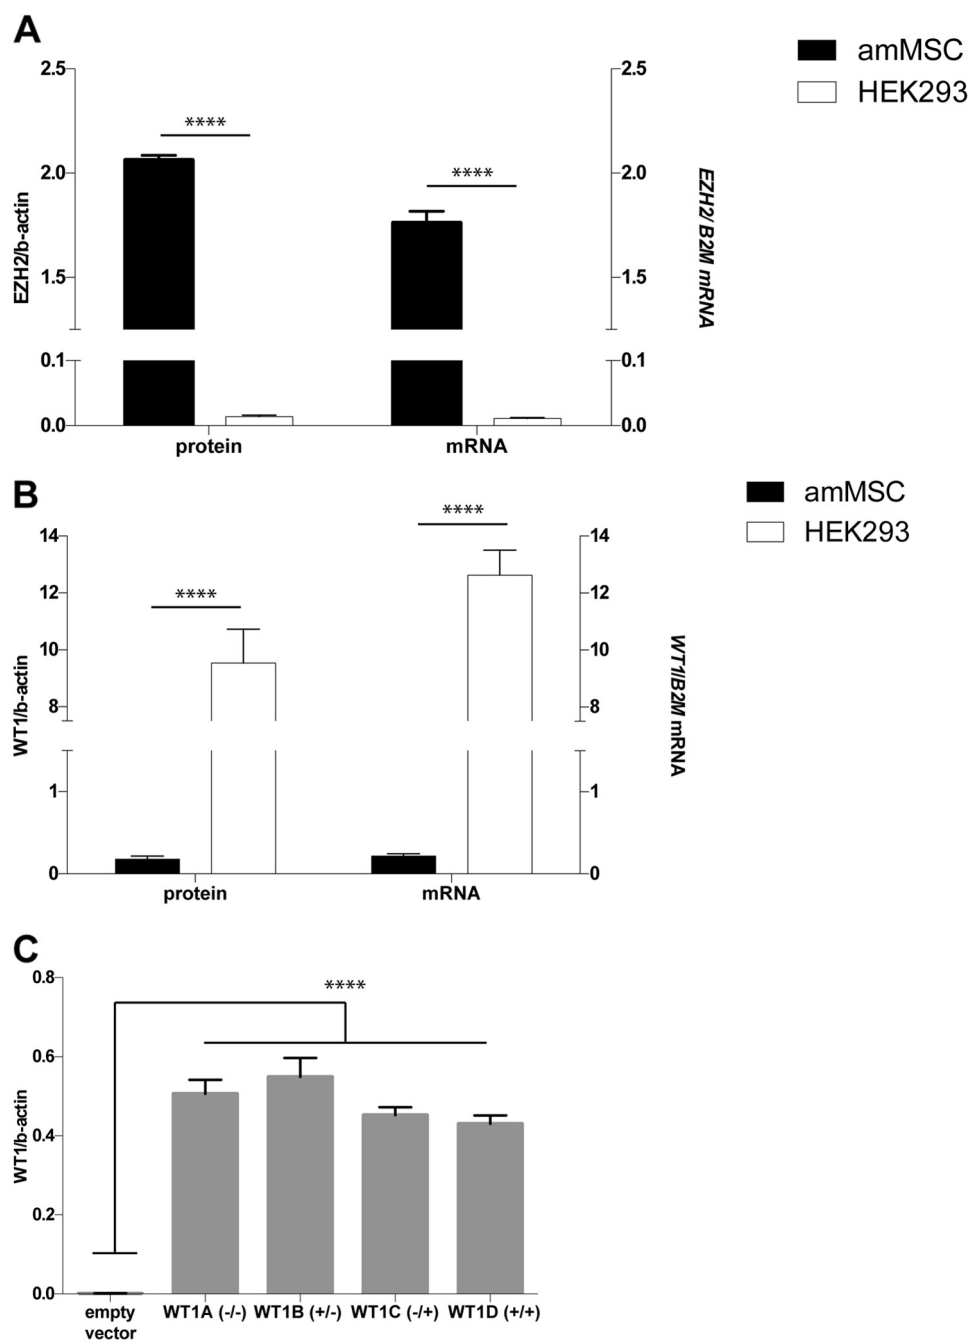 A
amMSC
HEK293
2.5
2.0
1.5
0.1
0.0
EZH2/b-actin
****
****
2.5
2.0
1.5
0.1
0.0
EZH2/ B2M mRNA
protein
mRNA
B
amMSC
HEK293
14
12
10
8
1
0
WT1/b-actin
****
****
14
12
10
8
1
0
WT1/B2M mRNA
protein
mRNA
C
0.8
0.6
0.4
0.2
0.0
WT1/b-actin
****
empty
vector
WT1A (-/-)
WT1B (+/-)
WT1C (-/+)
WT1D (+/+)